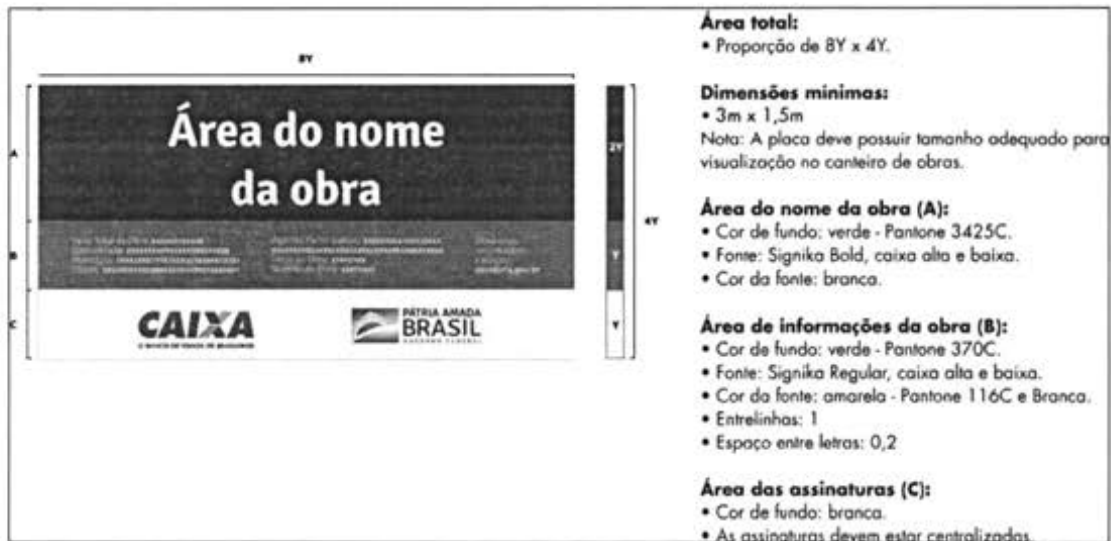 8Y
Área do nome
da obra
A
B
C
2Y
Y
Y
4Y
CAIXA
PÁTRIA AMADA
BRASIL
GOVERNO FEDERAL
Área total:
• Proporção de 8Y x 4Y.
Dimensões mínimas:
• 3m x 1,5m
Nota: A placa deve possuir tamanho adequado para
visualização no canteiro de obras.
Área do nome da obra (A):
• Cor de fundo: verde - Pantone 3425C.
• Fonte: Signika Bold, caixa alta e baixa.
• Cor da fonte: branca.
Área de informações da obra (B):
• Cor de fundo: verde - Pantone 370C.
• Fonte: Signika Regular, caixa alta e baixa.
• Cor da fonte: amarela - Pantone 116C e Branca.
• Entrelinhas: 1
• Espaço entre letras: 0,2
Área das assinaturas (C):
• Cor de fundo: branca.
• As assinaturas devem estar centralizadas.